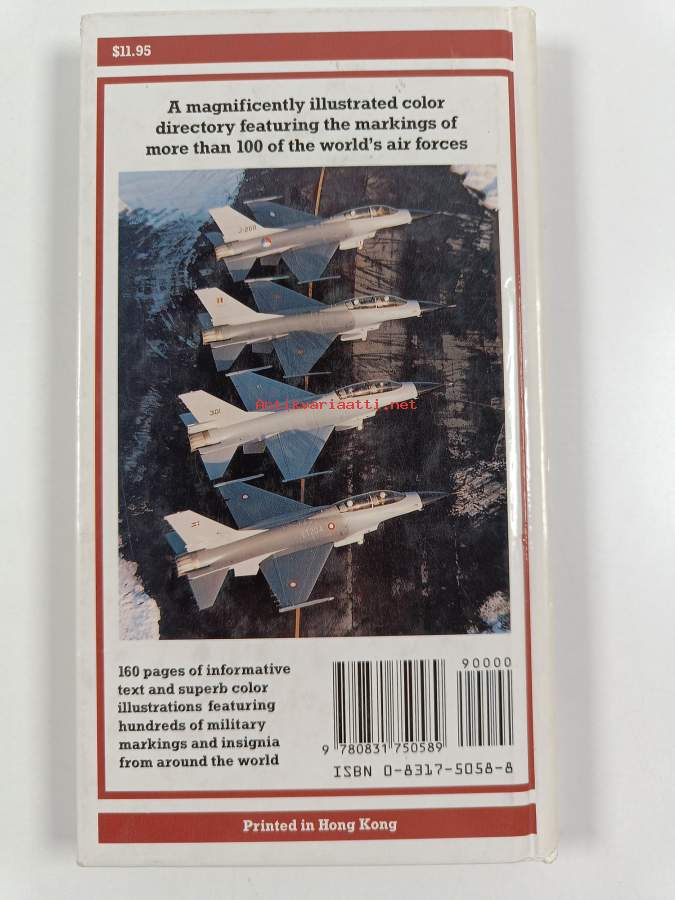 $11.95
A magnificently illustrated color
directory featuring the markings of
more than 100 of the world's air forces
J-208
301
Antikvariaatti.net
160 pages of informative
text and superb color
illustrations featuring
hundreds of military
markings and insignia
from around the world
90000
9 780831 750589
ISBN 0-8317-5058-8
Printed in Hong Kong